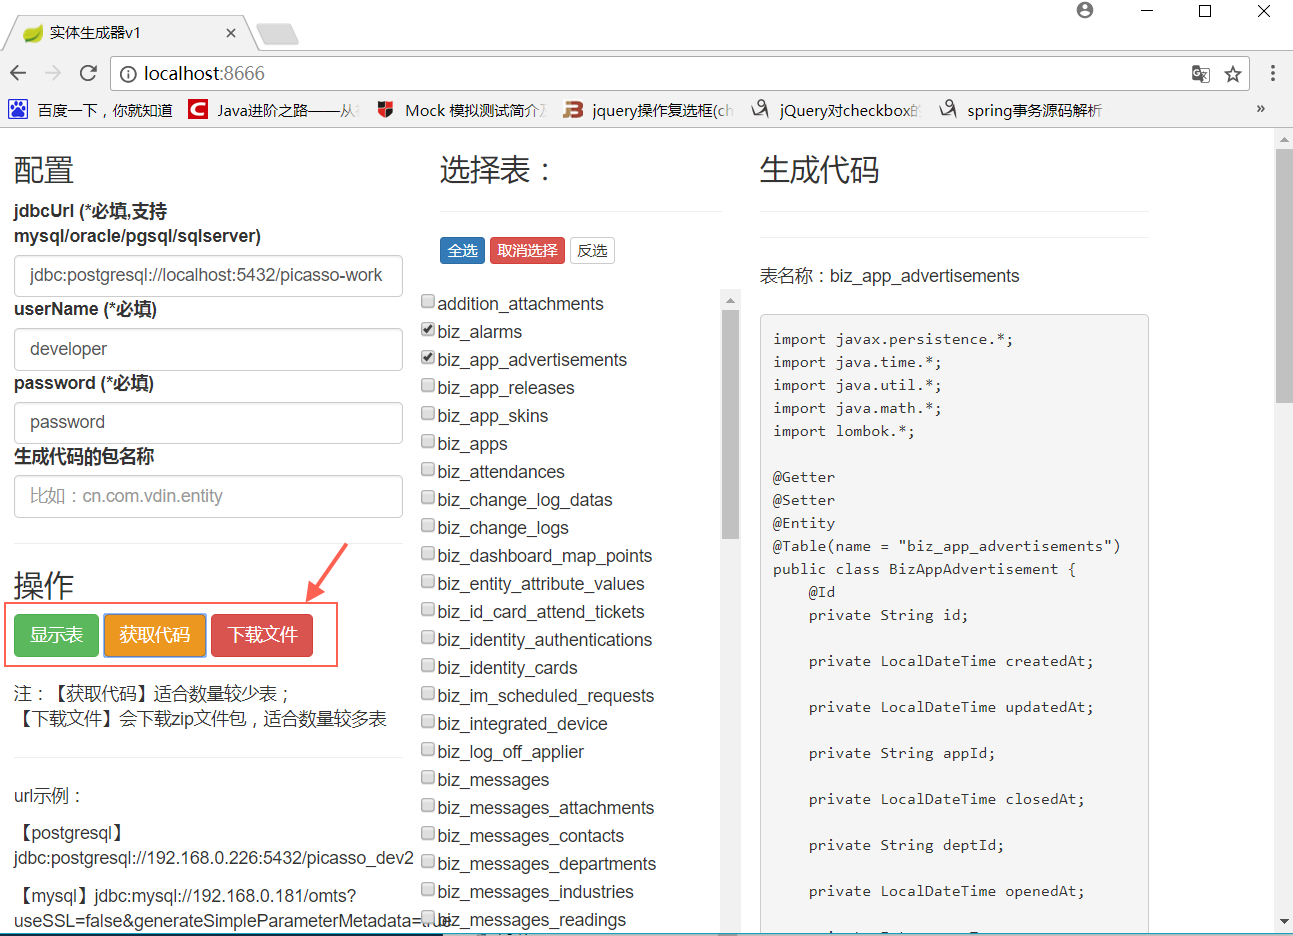 实体生成器v1
localhost:8666
百度一下，你就知道
Java进阶之路——从
Mock 模拟测试简介及
jquery操作复选框(ch
jQuery对checkbox的
spring事务源码解析
»
配置
jdbcUrl (*必填,支持
mysql/oracle/pgsql/sqlserver)
jdbc:postgresql://localhost:5432/picasso-work
userName (*必填)
developer
password (*必填)
password
生成代码的包名称
比如：cn.com.vdin.entity
操作
显示表 获取代码 下载文件
注：【获取代码】适合数量较少表；
【下载文件】会下载zip文件包，适合数量较多表
url示例：
【postgresql】
jdbc:postgresql://192.168.0.226:5432/picasso_dev2
【mysql】jdbc:mysql://192.168.0.181/omts?
useSSL=false&generateSimpleParameterMetadata=true
选择表：
全选 取消选择 反选
addition_attachments
biz_alarms
biz_app_advertisements
biz_app_releases
biz_app_skins
biz_apps
biz_attendances
biz_change_log_datas
biz_change_logs
biz_dashboard_map_points
biz_entity_attribute_values
biz_id_card_attend_tickets
biz_identity_authentications
biz_identity_cards
biz_im_scheduled_requests
biz_integrated_device
biz_log_off_applier
biz_messages
biz_messages_attachments
biz_messages_contacts
biz_messages_departments
biz_messages_industries
biz_messages_readings
生成代码
表名称：biz_app_advertisements
import javax.persistence.*;
import java.time.*;
import java.util.*;
import java.math.*;
import lombok.*;
@Getter
@Setter
@Entity
@Table(name = "biz_app_advertisements")
public class BizAppAdvertisement {
@Id
private String id;
private LocalDateTime createdAt;
private LocalDateTime updatedAt;
private String appId;
private LocalDateTime closedAt;
private String deptId;
private LocalDateTime openedAt;